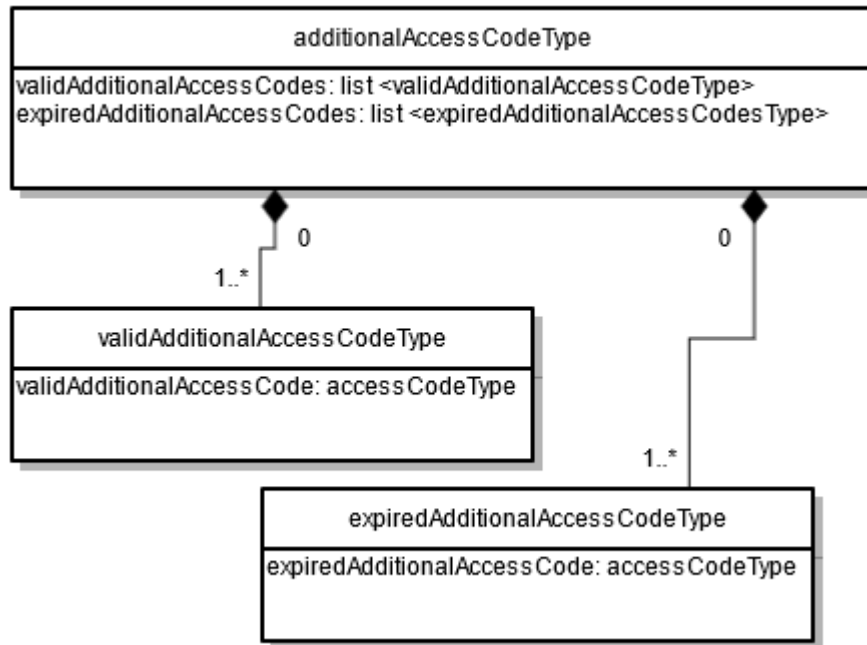 additionalAccessCodeType
validAdditionalAccessCodes: list <validAdditionalAccessCodeType>
expiredAdditionalAccessCodes: list <expiredAdditionalAccessCodesType>
0
0
1..*
validAdditionalAccessCodeType
validAdditionalAccessCode: accessCodeType
1..*
expiredAdditionalAccessCodeType
expiredAdditionalAccessCode: accessCodeType